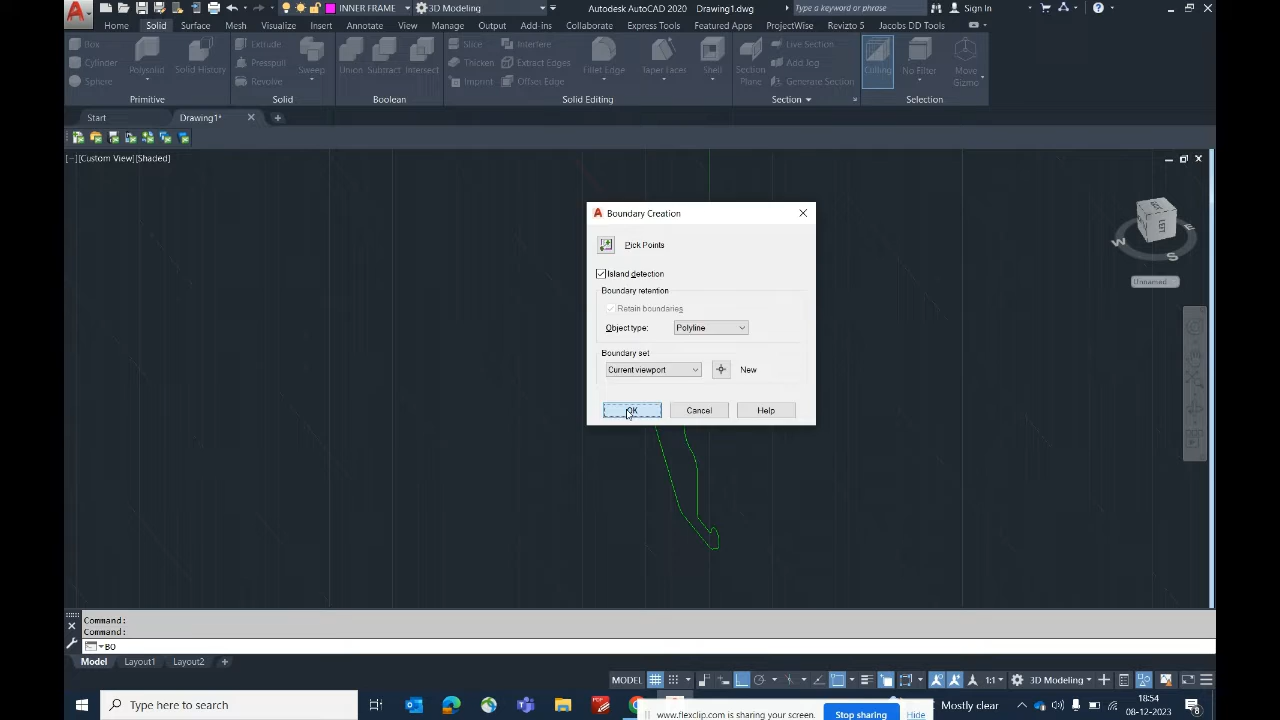 INNER FRAME
3D Modeling
Autodesk AutoCAD 2020 Drawing1.dwg
Type a keyword or phrase
Sign In
Home Solid Surface Mesh Visualize Insert Annotate View Manage Output Add-ins Collaborate Express Tools Featured Apps ProjectWise Revizto 5 Jacobs DD Tools
Box
Cylinder
Sphere
Polysolid
Solid History
Extrude
Presspull
Revolve
Sweep
Union Subtract Intersect
Slice
Thicken
Imprint
Interfere
Extract Edges
Offset Edge
Fillet Edge
Taper Faces
Shell
Section Plane
Live Section
Add Jog
Generate Section
Culling
No Filter
Move Gizmo
Primitive Solid Boolean Solid Editing Section Selection
Start Drawing1*
[−][Custom View][Shaded]
LEFT
W S E
Unnamed
Boundary Creation
Pick Points
Island detection
Boundary retention
Retain boundaries
Object type: Polyline
Boundary set
Current viewport New
OK Cancel Help
Command:
Command:
BO
Model Layout1 Layout2
MODEL 1:1 3D Modeling
Type here to search
www.flexclip.com is sharing your screen. Stop sharing Hide
Mostly clear
18:54
08-12-2023